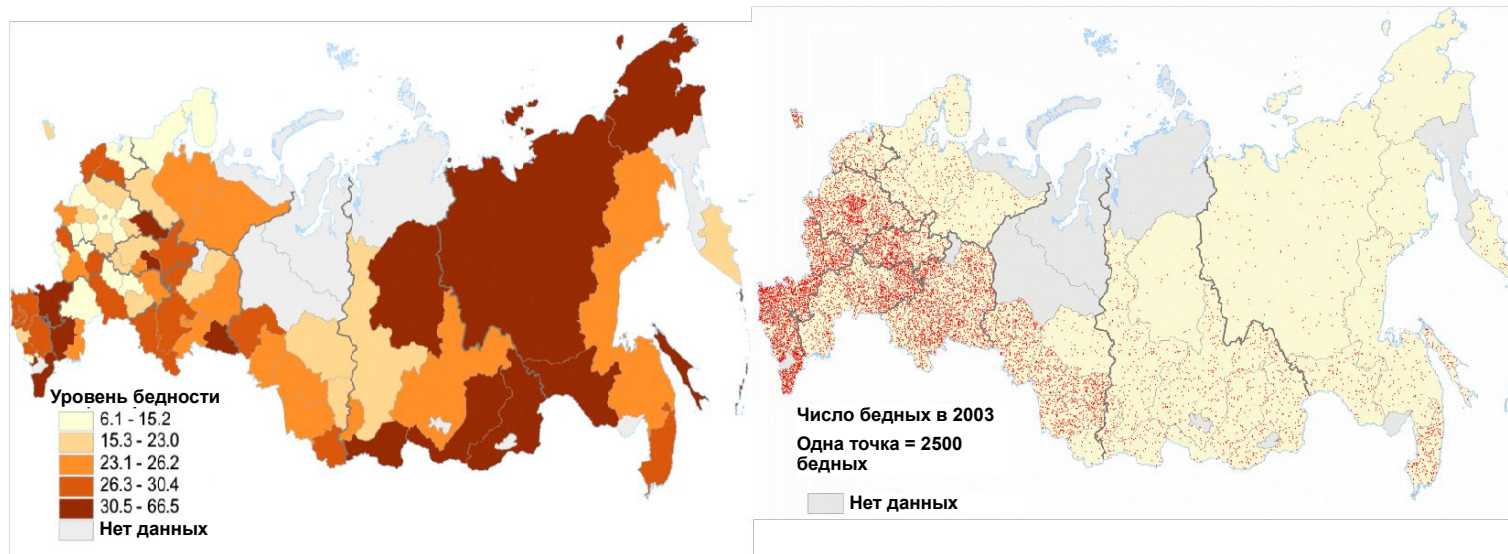 Уровень бедности
6.1 - 15.2
15.3 - 23.0
23.1 - 26.2
26.3 - 30.4
30.5 - 66.5
Нет данных
Число бедных в 2003
Одна точка = 2500
бедных
Нет данных